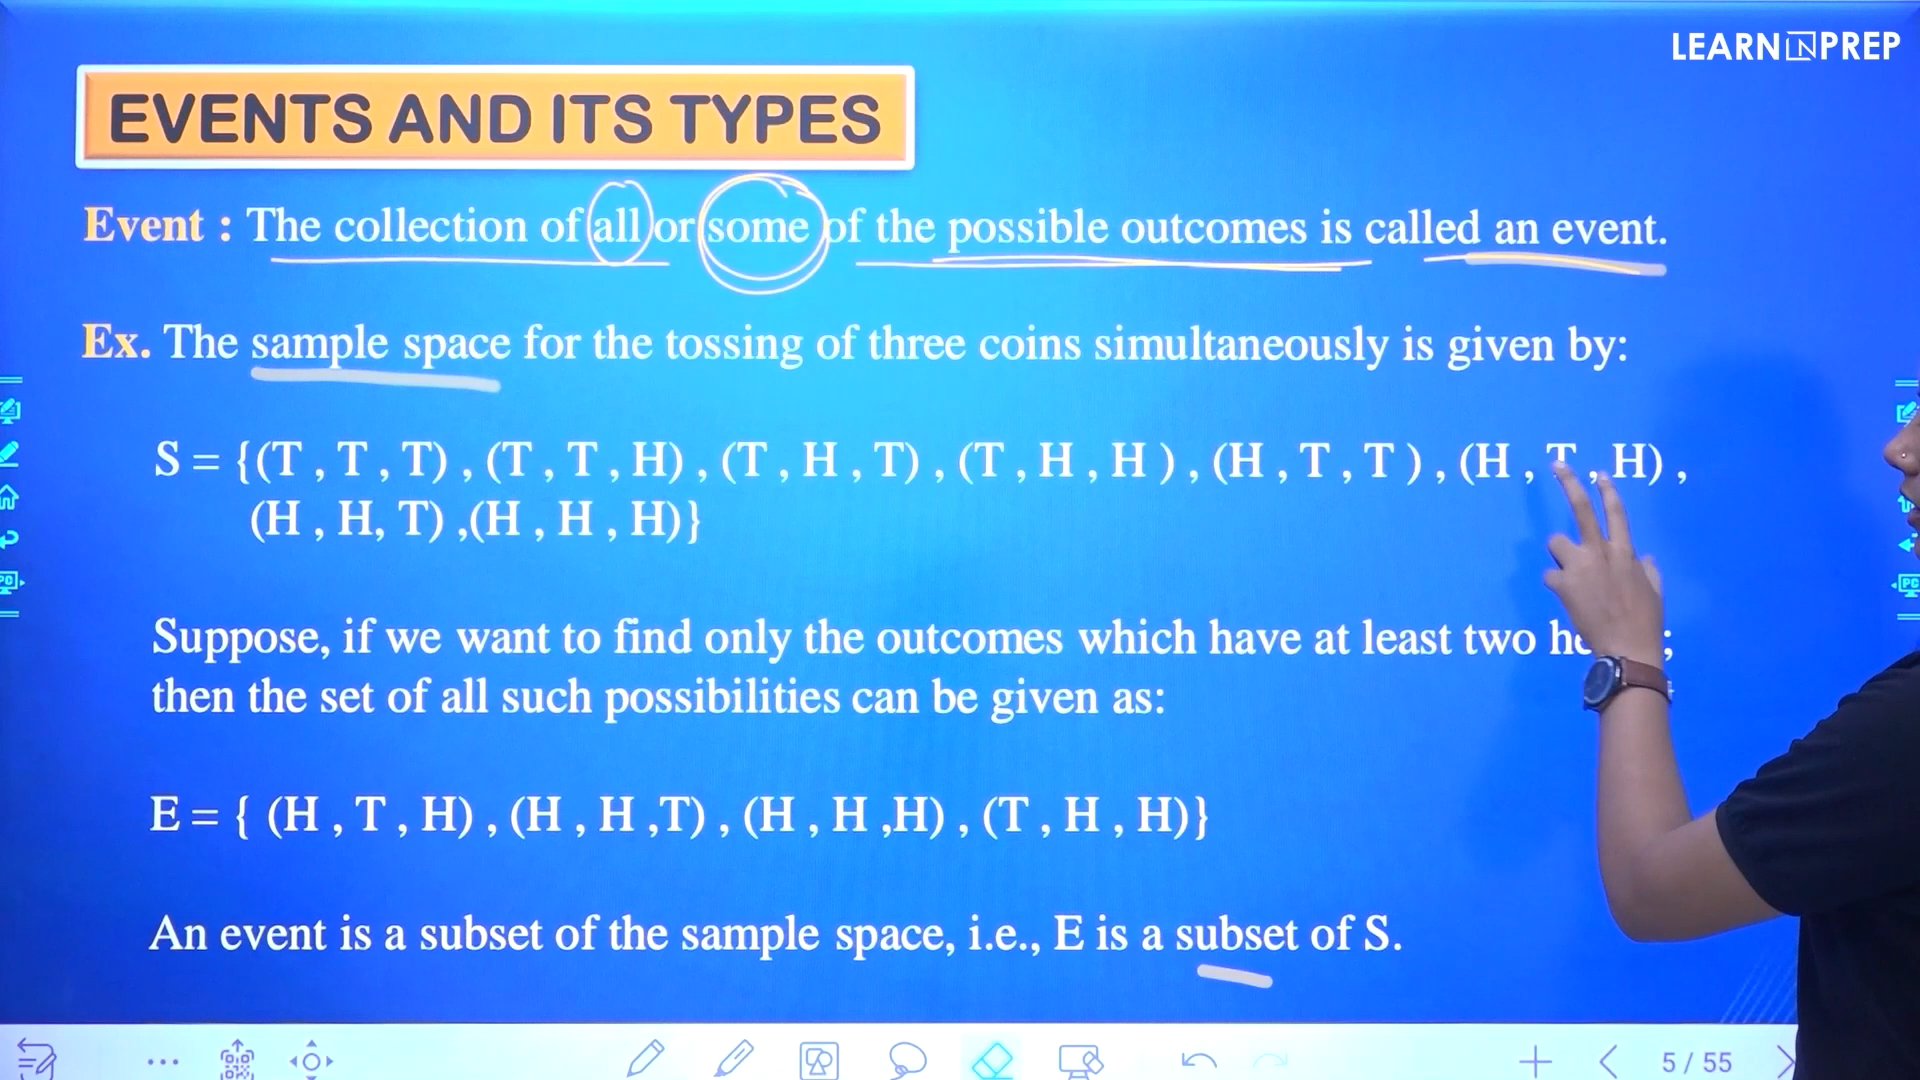 LEARN N PREP
EVENTS AND ITS TYPES
Event : The collection of all or some of the possible outcomes is called an event.
Ex. The sample space for the tossing of three coins simultaneously is given by:
S = {(T , T , T) , (T , T , H) , (T , H , T) , (T , H , H ) , (H , T , T ) , (H , T , H) ,
(H , H, T) ,(H , H , H)}
Suppose, if we want to find only the outcomes which have at least two ;
then the set of all such possibilities can be given as:
E = { (H , T , H) , (H , H ,T) , (H , H ,H) , (T , H , H)}
An event is a subset of the sample space, i.e., E is a subset of S.
5 / 55